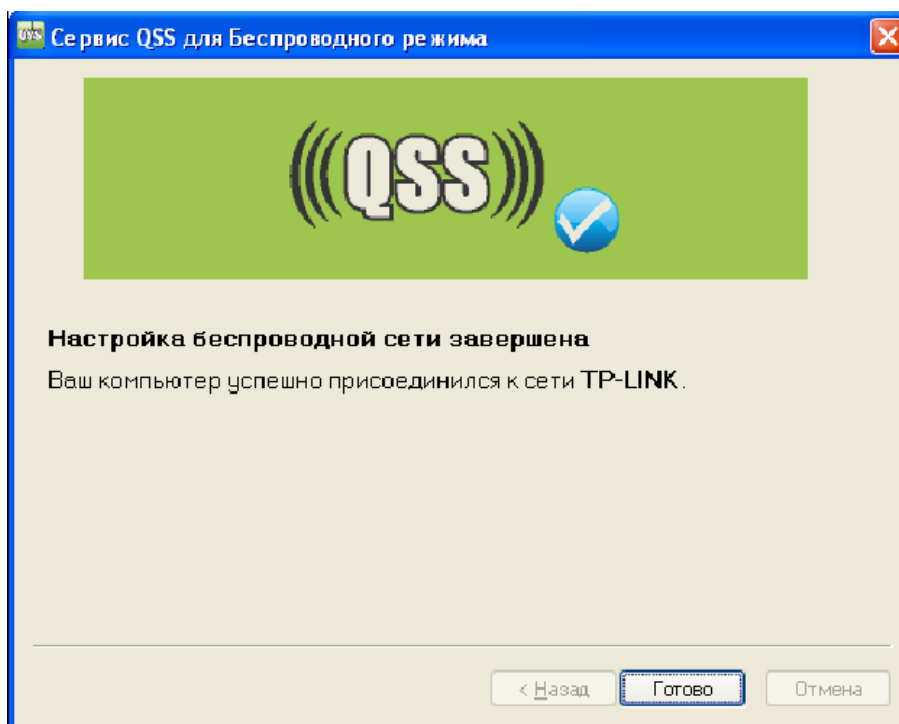 Сервис QSS для Беспроводного режима
QSS
Настройка беспроводной сети завершена
Ваш компьютер успешно присоединился к сети TP-LINK.
< Назад
Готово
Отмена